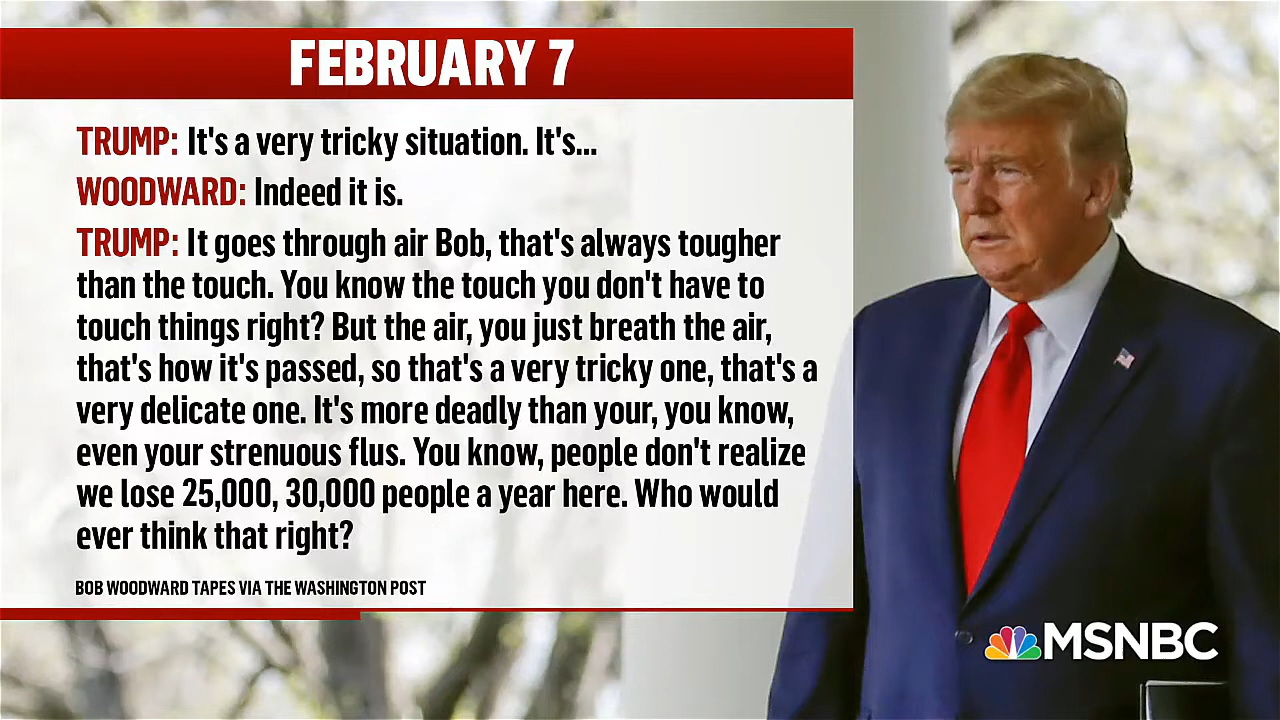 FEBRUARY 7
TRUMP: It's a very tricky situation. It's...
WOODWARD: Indeed it is.
TRUMP: It goes through air Bob, that's always tougher
than the touch. You know the touch you don't have to
touch things right? But the air, you just breath the air,
that's how it's passed, so that's a very tricky one, that's a
very delicate one. It's more deadly than your, you know,
even your strenuous flus. You know, people don't realize
we lose 25,000, 30,000 people a year here. Who would
ever think that right?
BOB WOODWARD TAPES VIA THE WASHINGTON POST
MSNBC